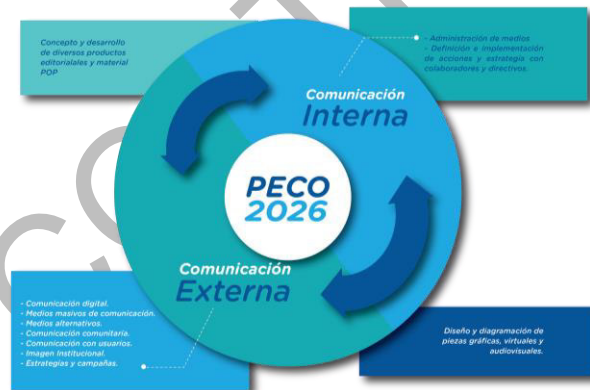 Concepto y desarrollo
de diversos productos
editorialales y material
POP
- Administración de medios
- Definición e implementación
de acciones y estrategia con
colaboradores y directivos.
Comunicación
Interna
PECO
2026
Comunicación
Externa
- Comunicación digital.
- Medios masivos de comunicación.
- Medios alternativos.
- Comunicación comunitaria.
- Comunicación con usuarios.
- Imagen Institucional.
- Estrategias y campañas.
Diseño y diagramación de
piezas gráficas, virtuales y
audiovisuales.